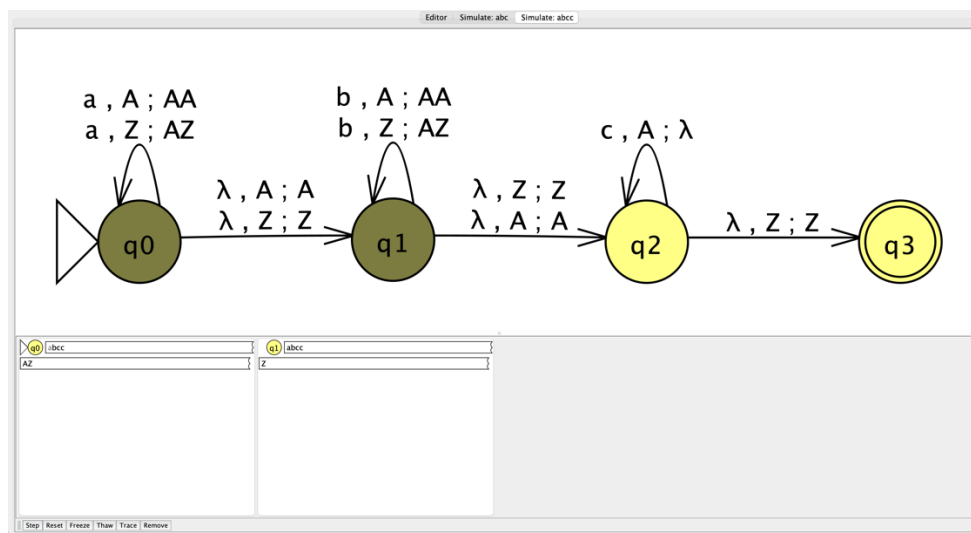 Editor Simulate: abc Simulate: abcc
a , A ; AA
a , Z ; AZ
b , A ; AA
b , Z ; AZ
c , A ; λ
λ , A ; A
λ , Z ; Z
λ , Z ; Z
λ , A ; A
λ , Z ; Z
q0 q1 q2 q3
q0 abcc
AZ
q1 abcc
Z
Step Reset Freeze Thaw Trace Remove